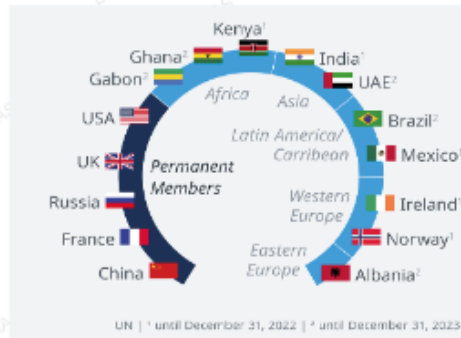 Kenya¹
Ghana²
India¹
Gabon²
UAE²
Africa
Asia
USA
Brazil²
Latin America/
Carribean
UK
Mexico¹
Permanent
Members
Russia
Western
Europe
Ireland¹
France
Norway¹
Eastern
Europe
China
Albania²
UN | ¹ until December 31, 2022 | ² until December 31, 2023